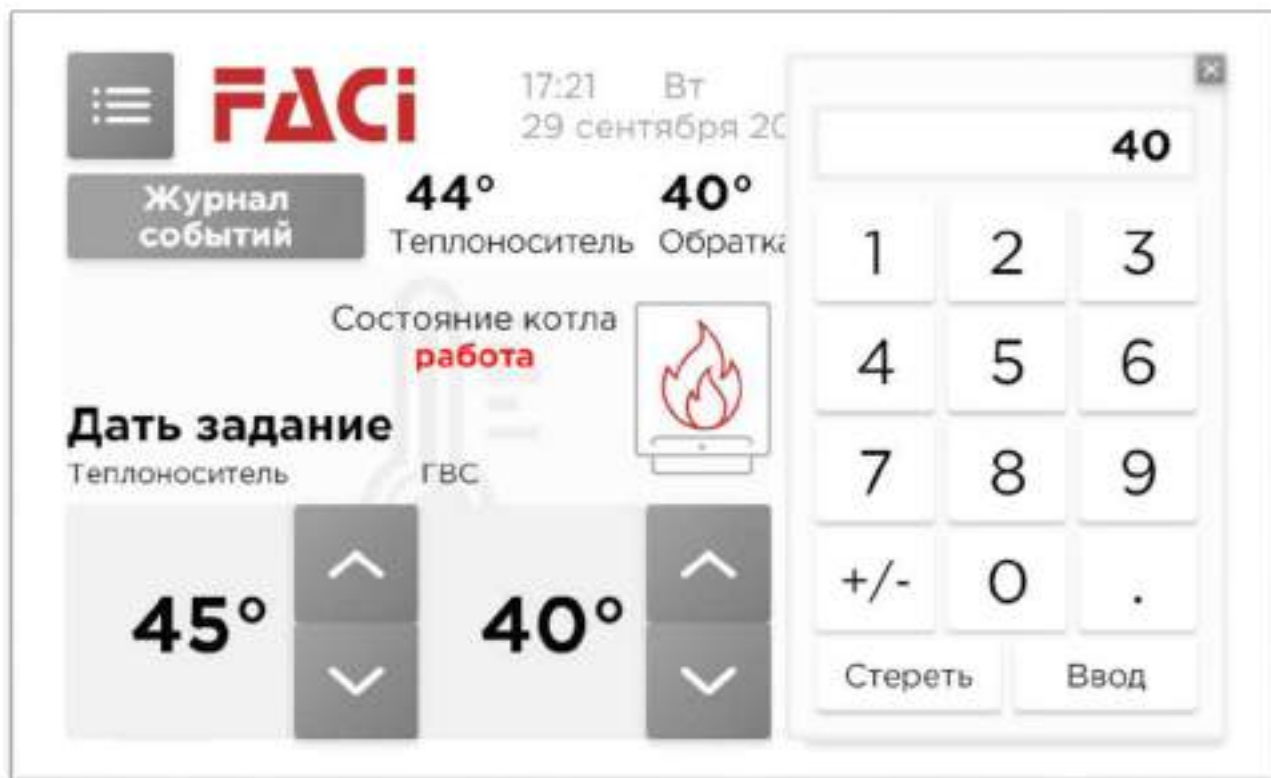 FACi
17:21 Вт
29 сентября 20
Журнал
событий
44°
Теплоноситель
40°
Обратка
Состояние котла
работа
Дать задание
Теплоноситель
ГВС
45°
40°
40
1 2 3
4 5 6
7 8 9
+/- 0 .
Стереть Ввод